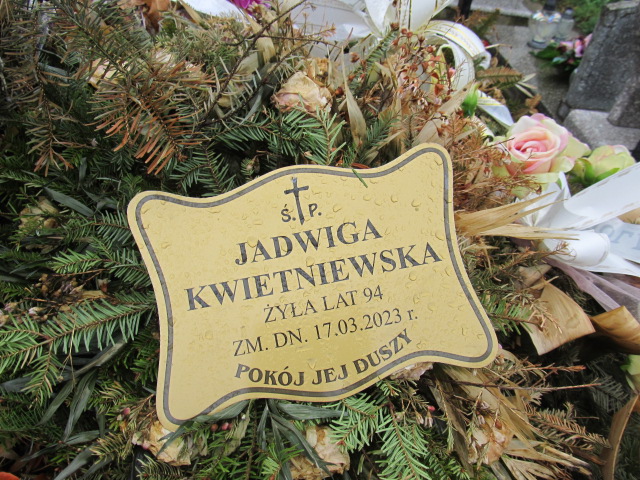 Ś. P.
JADWIGA
KWIETNIEWSKA
ŻYŁA LAT 94
ZM. DN. 17.03.2023 r.
POKÓJ JEJ DUSZY